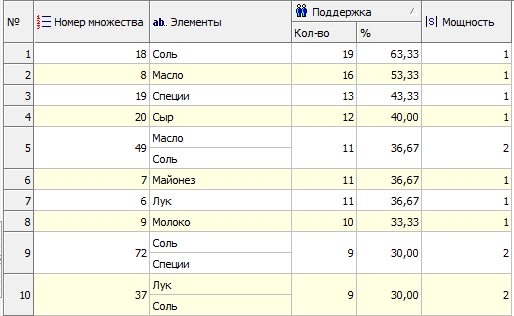 № Номер множества ab.. Элементы Поддержка / |S| Мощность
Кол-во %
1 18 Соль 19 63,33 1
2 8 Масло 16 53,33 1
3 19 Специи 13 43,33 1
4 20 Сыр 12 40,00 1
5 49 Масло 11 36,67 2
Соль
6 7 Майонез 11 36,67 1
7 6 Лук 11 36,67 1
8 9 Молоко 10 33,33 1
9 72 Соль 9 30,00 2
Специи
10 37 Лук 9 30,00 2
Соль